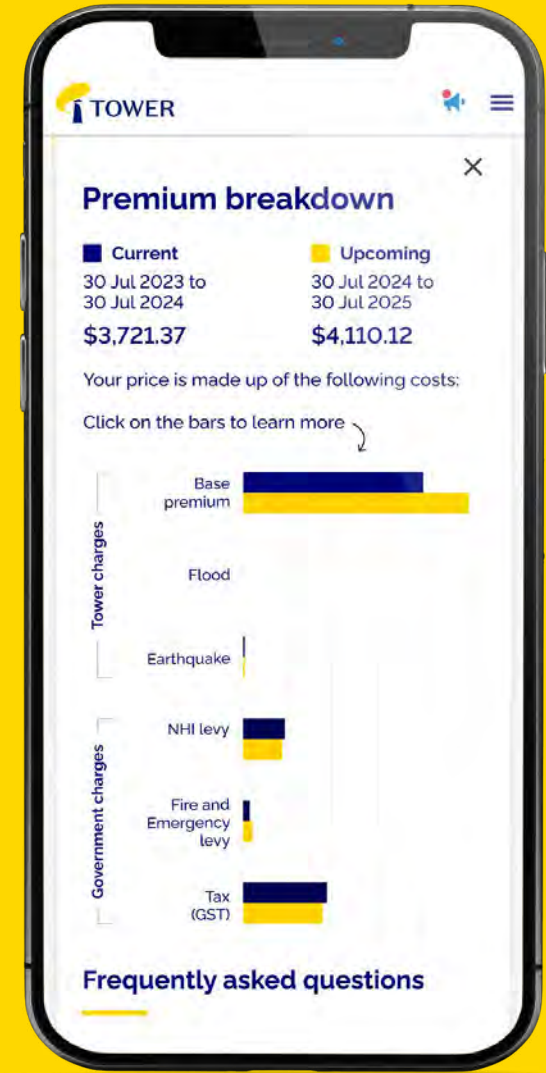 TOWER
Premium breakdown
Current
30 Jul 2023 to
30 Jul 2024
$3,721.37
Upcoming
30 Jul 2024 to
30 Jul 2025
$4,110.12
Your price is made up of the following costs:
Click on the bars to learn more
Tower charges
Base
premium
Flood
Earthquake
Government charges
NHI levy
Fire and
Emergency
levy
Tax
(GST)
Frequently asked questions